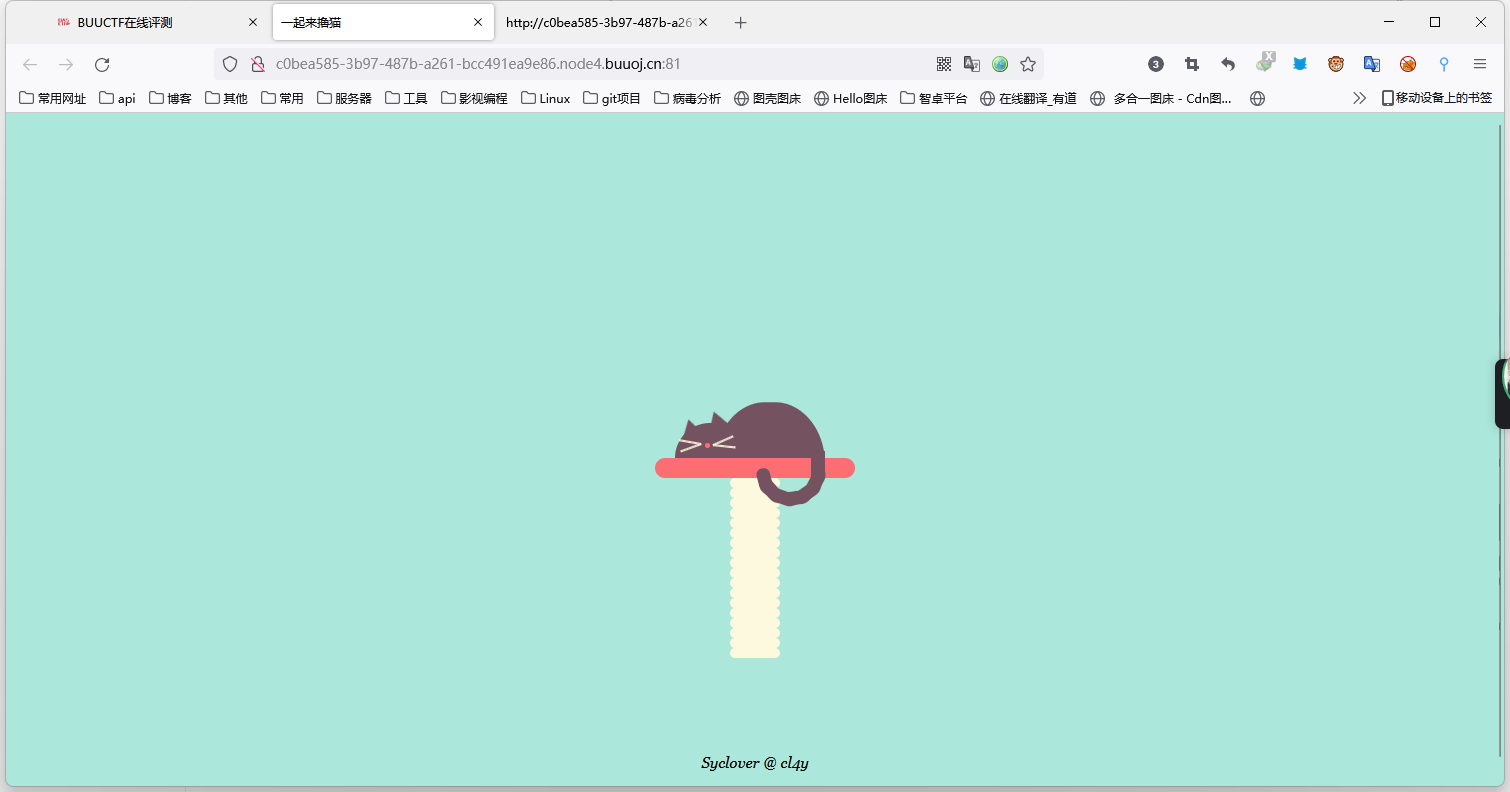 BUUCTF在线评测
一起来撸猫
http://c0bea585-3b97-487b-a261
c0bea585-3b97-487b-a261-bcc491ea9e86.node4.buuoj.cn:81
3
常用网址 api 博客 其他 常用 服务器 工具 影视编程 Linux git项目 病毒分析 图壳图床 Hello图床 智卓平台 在线翻译_有道 多合一图床 - Cdn图... 移动设备上的书签
Syclover @ cl4y